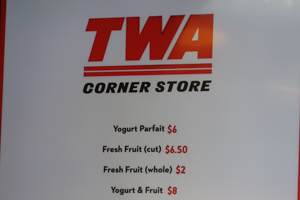 TWA
CORNER STORE
Yogurt Parfait $6
Fresh Fruit (cut) $6.50
Fresh Fruit (whole) $2
Yogurt & Fruit $8